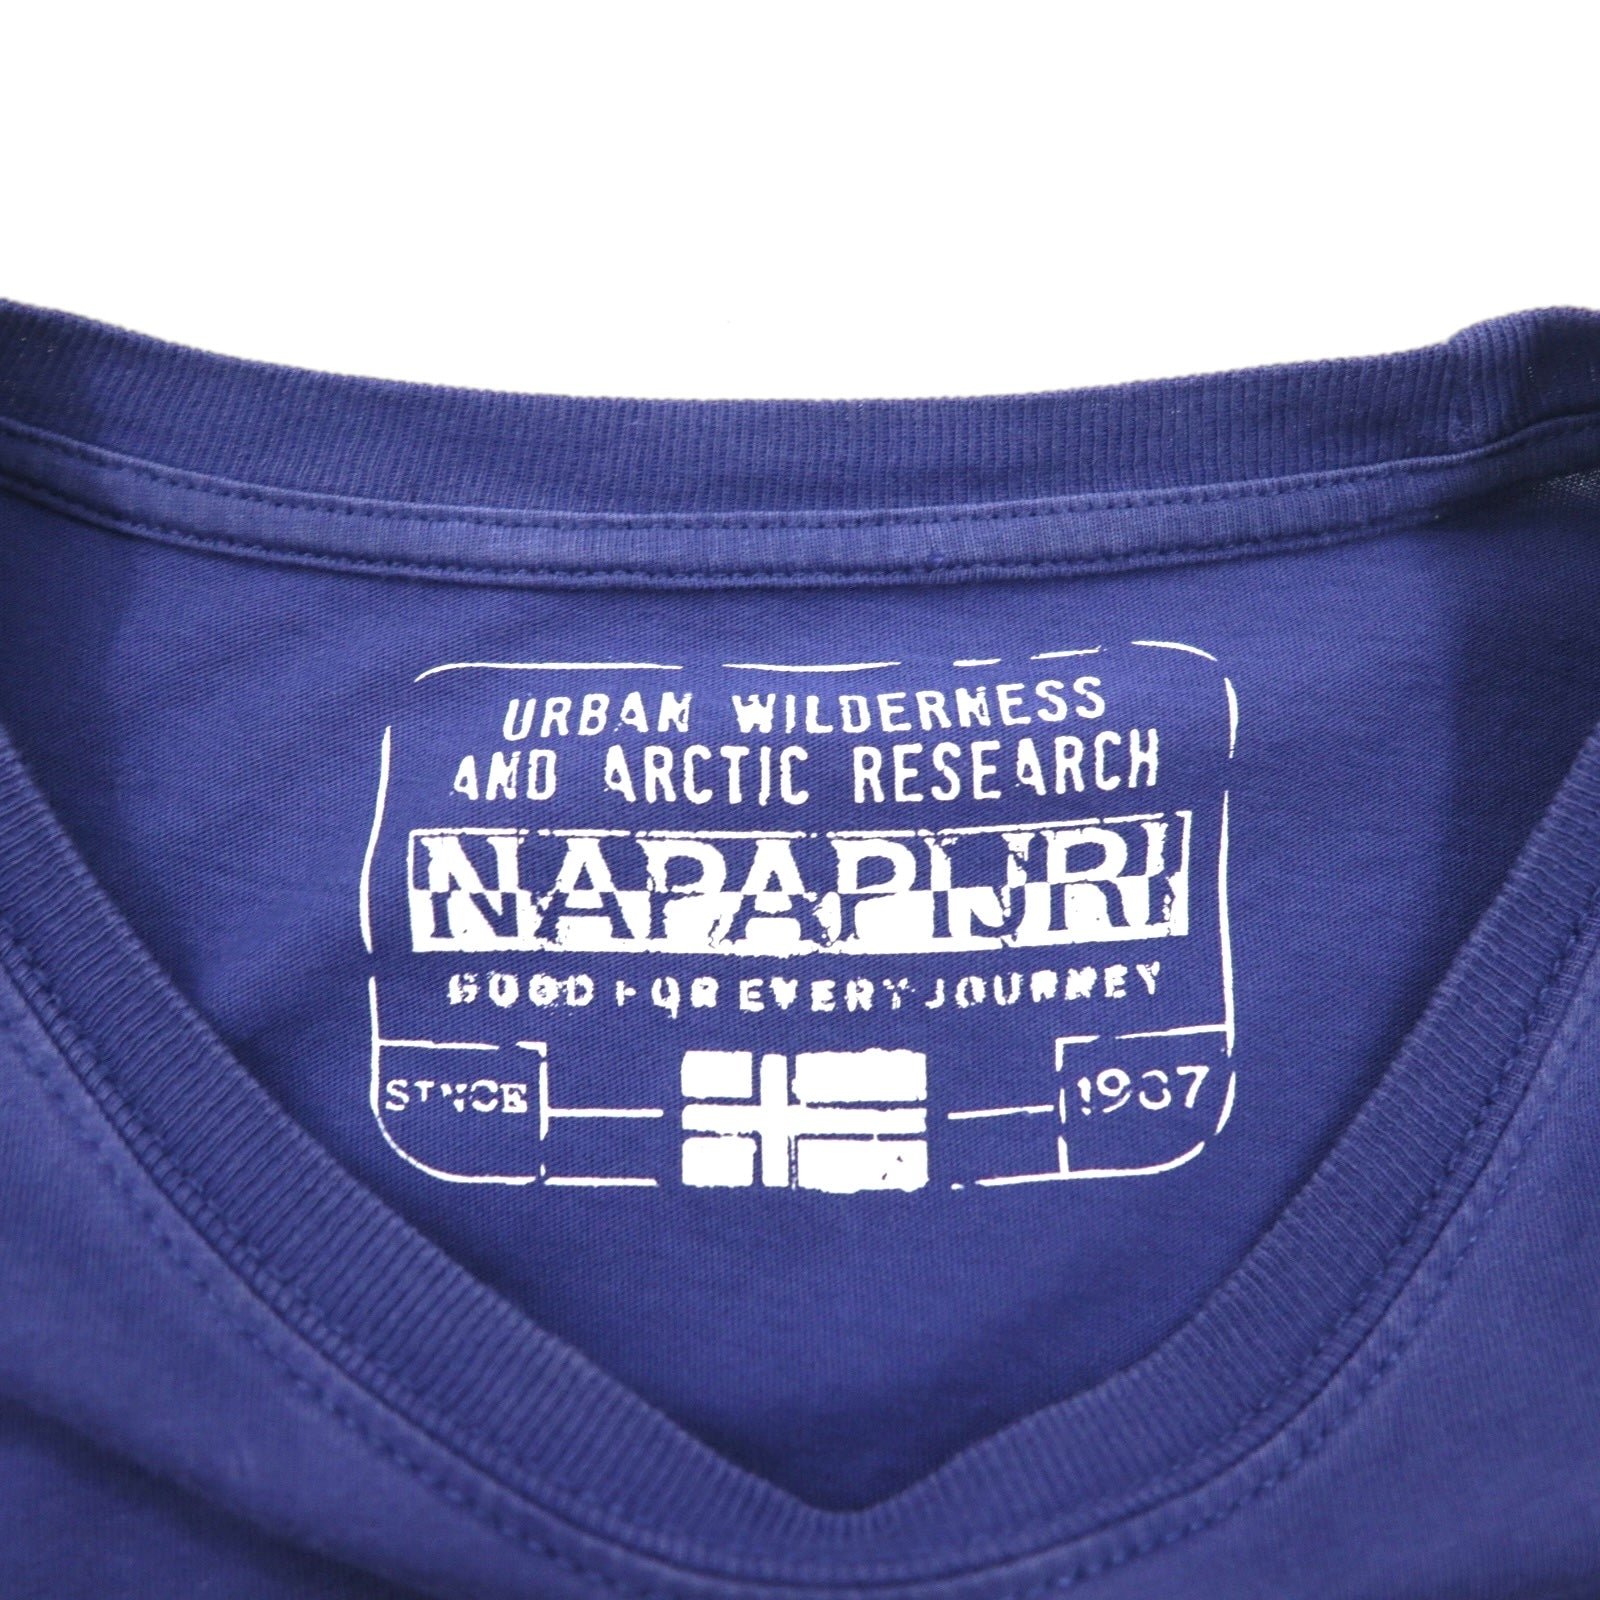 URBAN WILDERNESS
AND ARCTIC RESEARCH
NAPAPIJRI
GOOD FOR EVERY JOURNEY
SINCE 1987